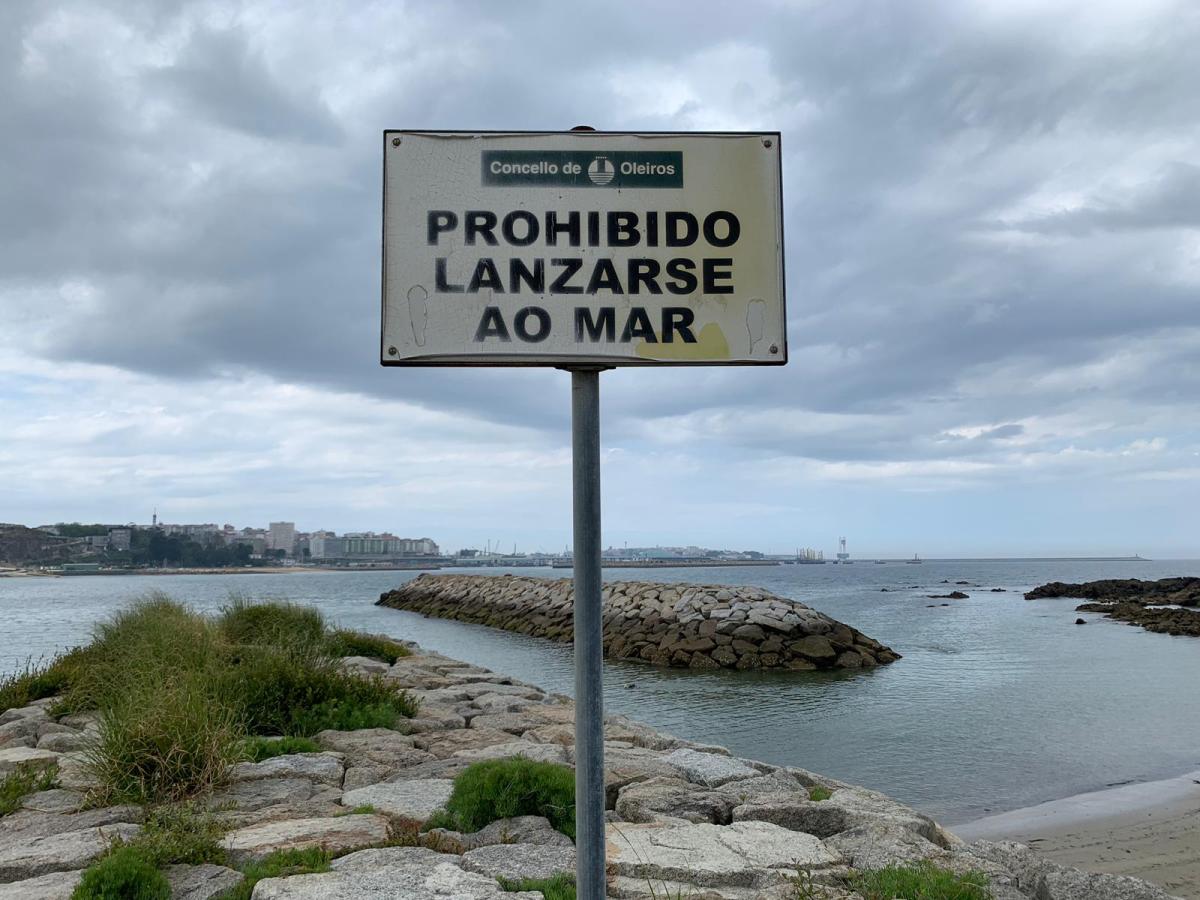 Concello de Oleiros
PROHIBIDO
LANZARSE
AO MAR